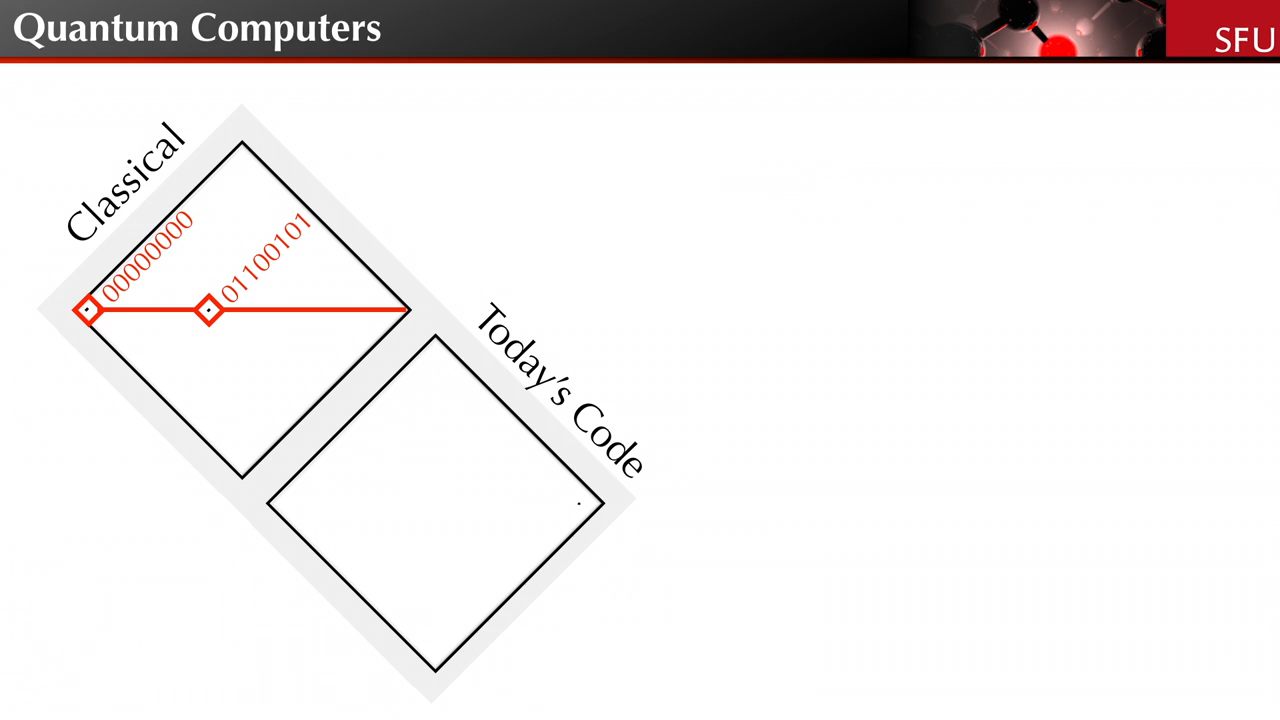 Quantum Computers
SFU
Classical
00000000
01100101
Today's Code